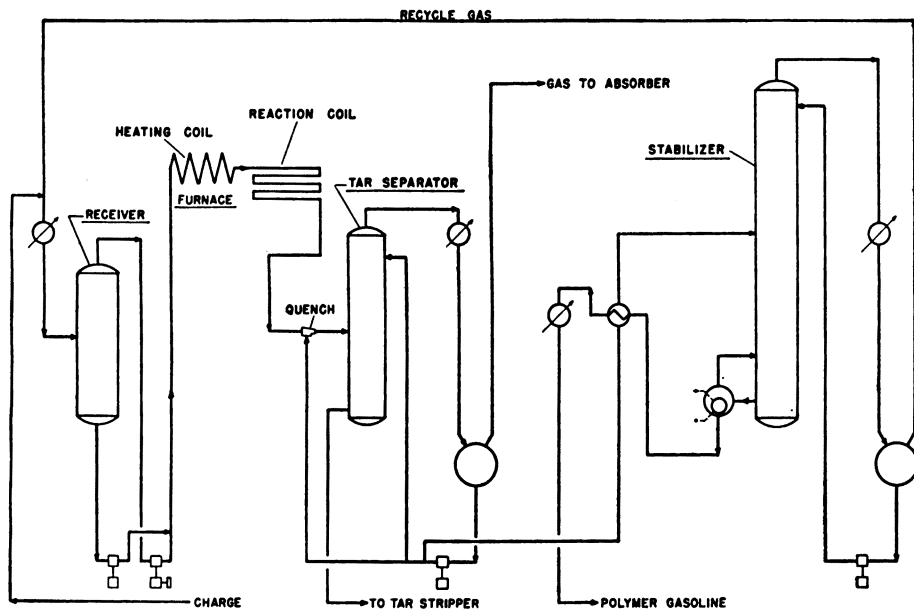 RECYCLE GAS
GAS TO ABSORBER
REACTION COIL
HEATING COIL
STABILIZER
TAR SEPARATOR
FURNACE
RECEIVER
QUENCH
CHARGE
TO TAR STRIPPER
POLYMER GASOLINE